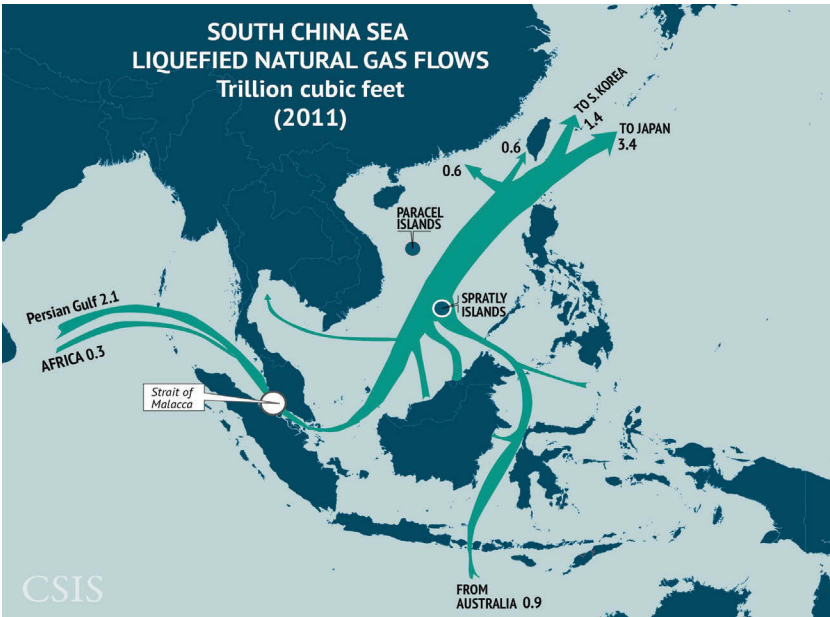 SOUTH CHINA SEA
LIQUEFIED NATURAL GAS FLOWS
Trillion cubic feet
(2011)
TO S. KOREA
1.4
TO JAPAN
3.4
0.6
0.6
PARACEL
ISLANDS
SPRATLY
ISLANDS
Persian Gulf 2.1
AFRICA 0.3
Strait of
Malacca
FROM
AUSTRALIA 0.9
CSIS